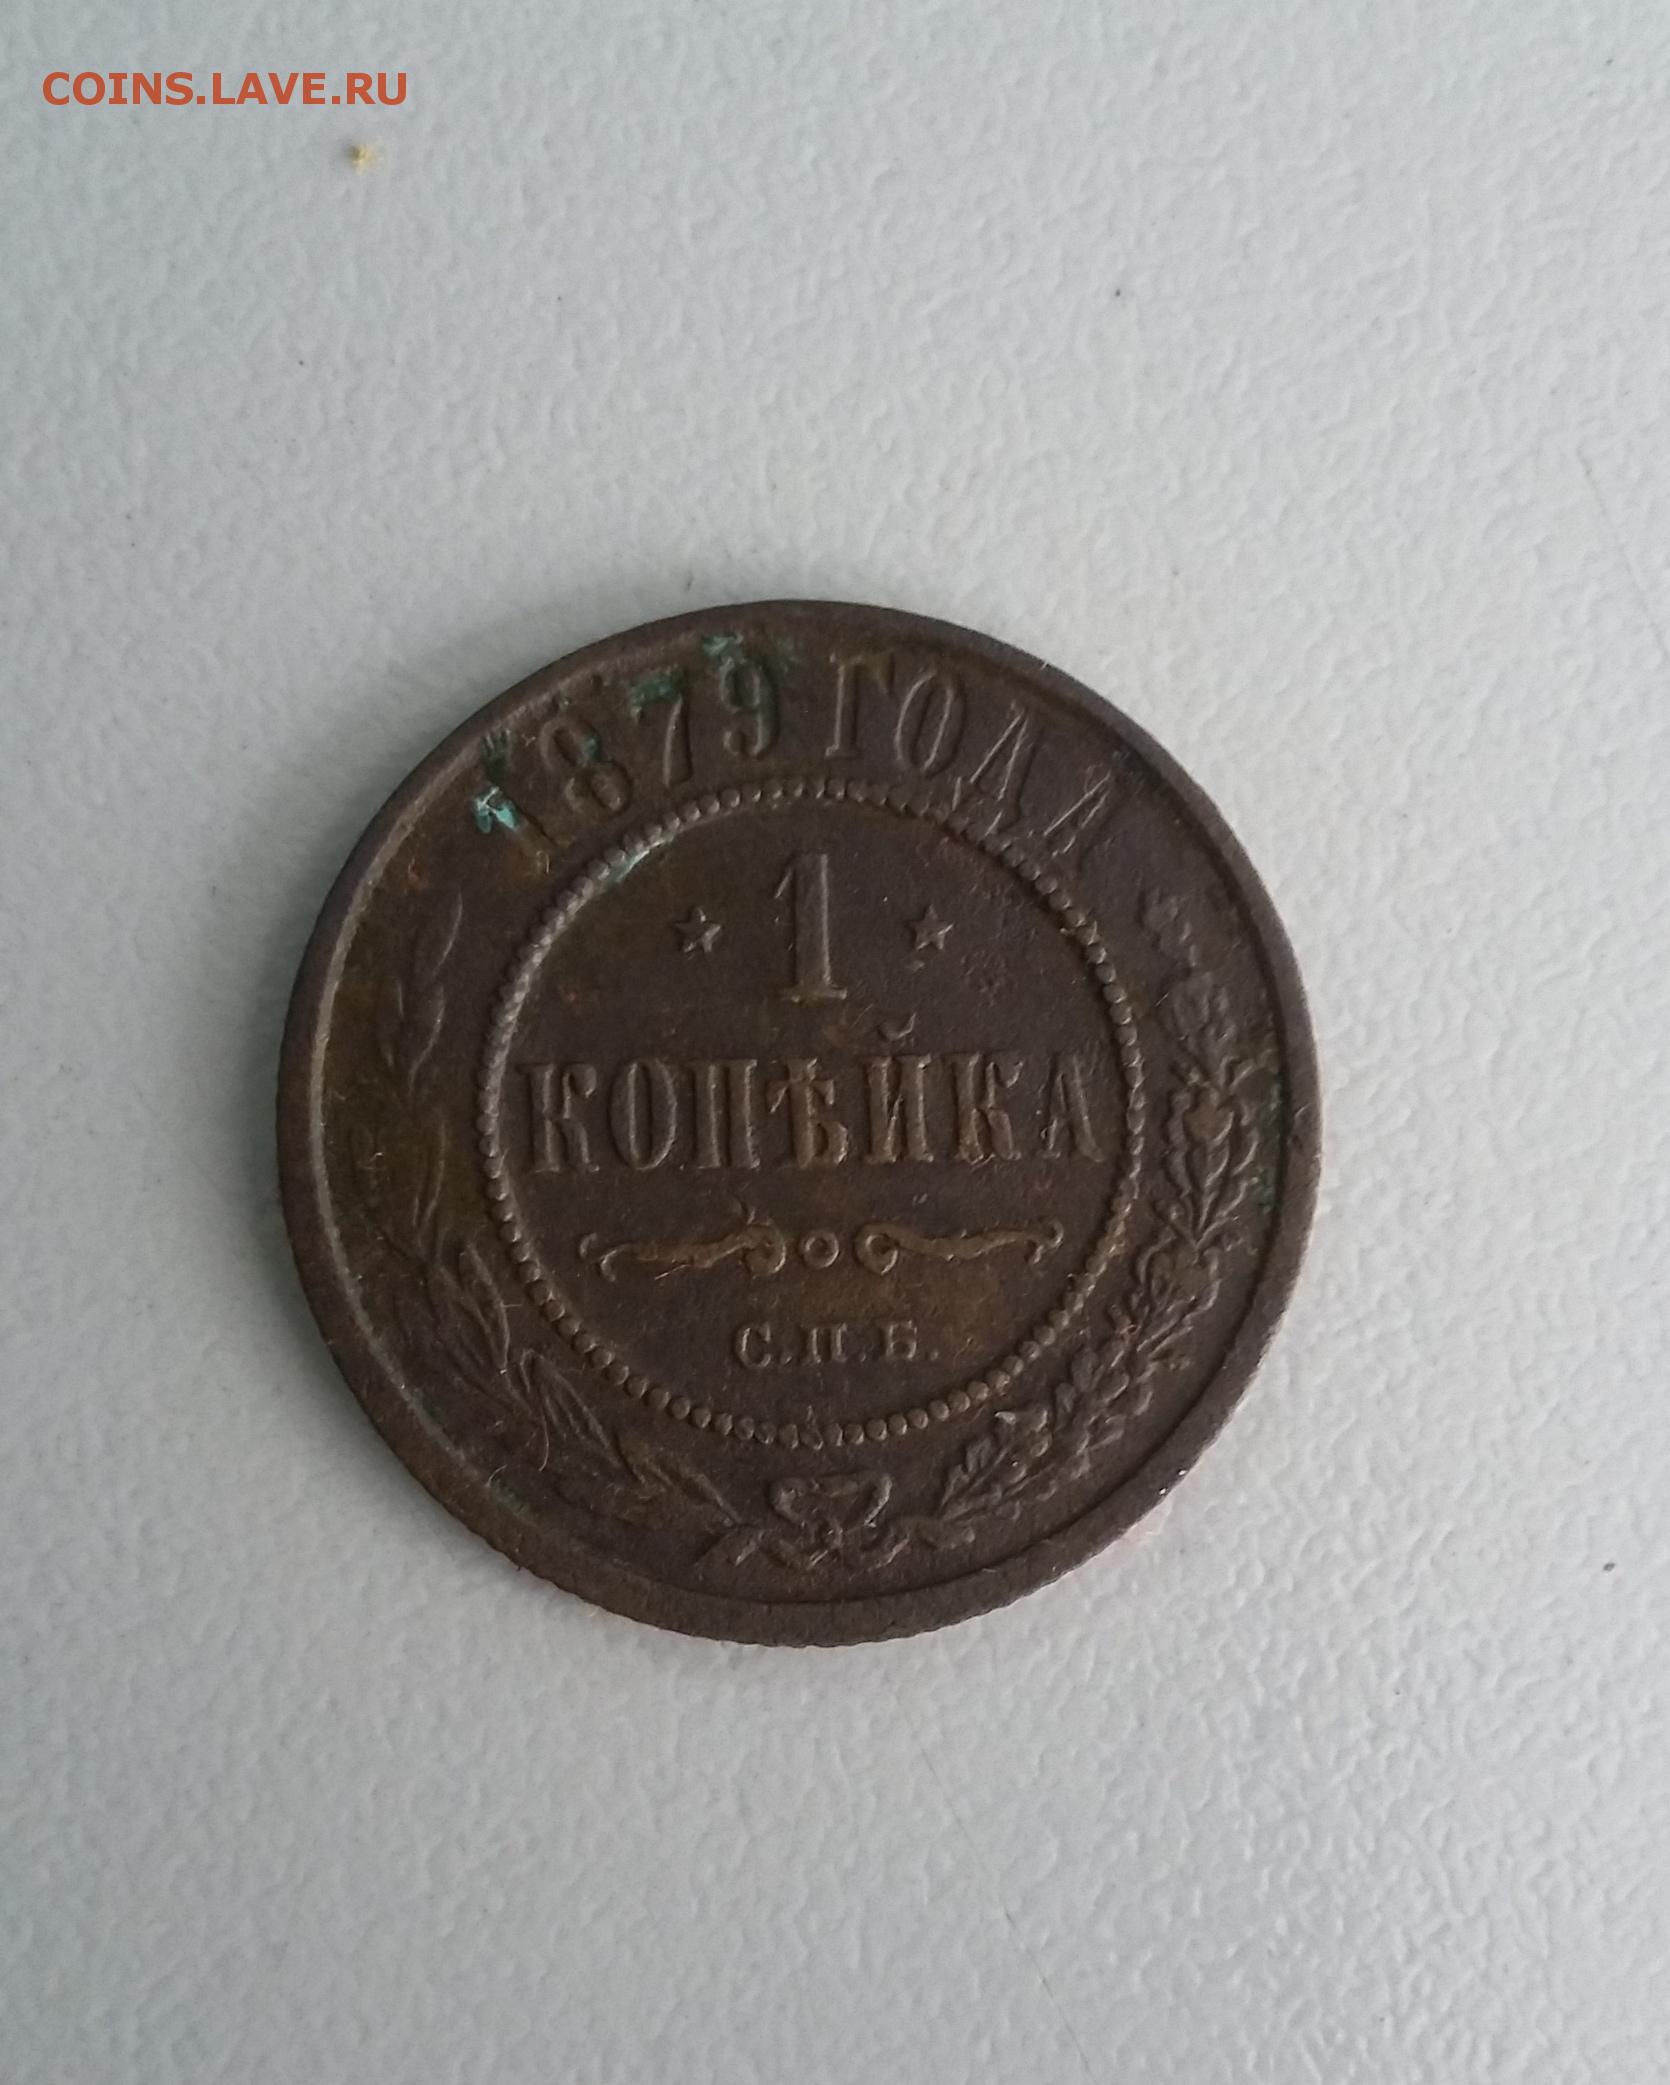 COINS.LAVE.RU
1879 ГОДА
1
КОПѢЙКА
С.П.Б.